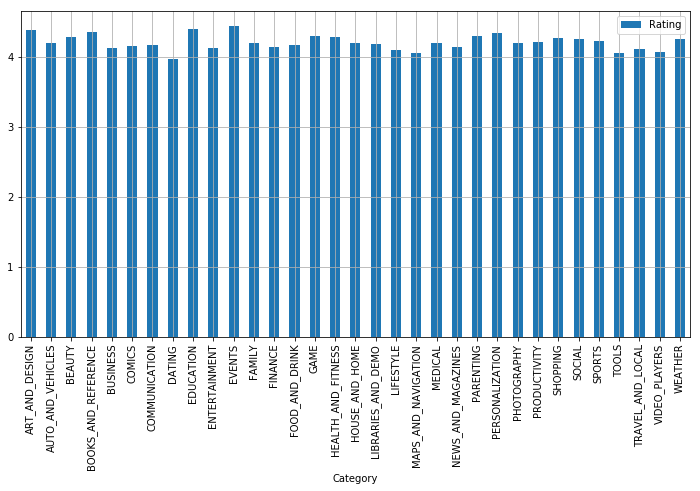 Rating
4
3
2
1
0
ART_AND_DESIGN
AUTO_AND_VEHICLES
BEAUTY
BOOKS_AND_REFERENCE
BUSINESS
COMICS
COMMUNICATION
DATING
EDUCATION
ENTERTAINMENT
EVENTS
FAMILY
FINANCE
FOOD_AND_DRINK
GAME
HEALTH_AND_FITNESS
HOUSE_AND_HOME
LIBRARIES_AND_DEMO
LIFESTYLE
MAPS_AND_NAVIGATION
MEDICAL
NEWS_AND_MAGAZINES
PARENTING
PERSONALIZATION
PHOTOGRAPHY
PRODUCTIVITY
SHOPPING
SOCIAL
SPORTS
TOOLS
TRAVEL_AND_LOCAL
VIDEO_PLAYERS
WEATHER
Category